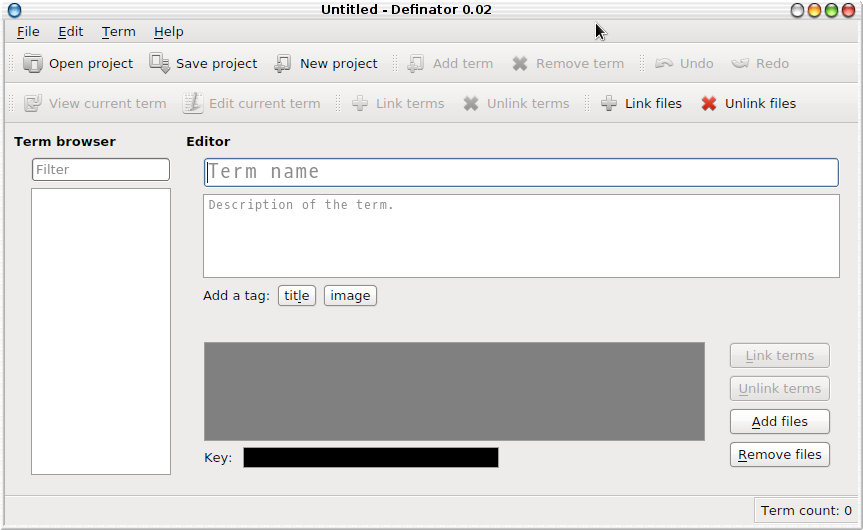 Untitled - Definator 0.02
File Edit Term Help
Open project Save project New project Add term Remove term Undo Redo
View current term Edit current term Link terms Unlink terms Link files Unlink files
Term browser Editor
Filter
Term name
Description of the term.
Add a tag: title image
Link terms
Unlink terms
Add files
Remove files
Key:
Term count: 0